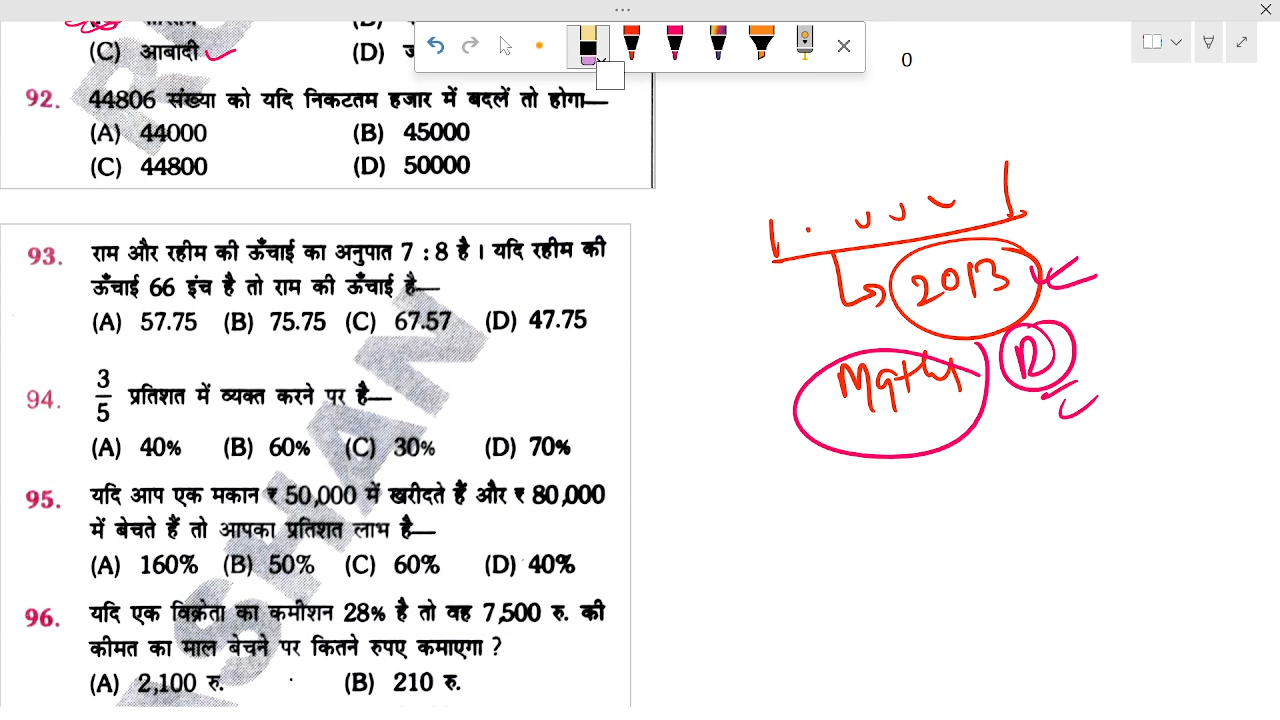 (C) आबादी (D)
0
92. 44806 संख्या को यदि निकटतम हजार में बदलें तो होगा—
(A) 44000 (B) 45000
(C) 44800 (D) 50000
93. राम और रहीम की ऊँचाई का अनुपात 7 : 8 है। यदि रहीम की
ऊँचाई 66 इंच है तो राम की ऊँचाई है—
(A) 57.75 (B) 75.75 (C) 67.57 (D) 47.75
94. 3/5 प्रतिशत में व्यक्त करने पर है—
(A) 40% (B) 60% (C) 30% (D) 70%
95. यदि आप एक मकान ₹ 50,000 में खरीदते हैं और ₹ 80,000
में बेचते हैं तो आपका प्रतिशत लाभ है—
(A) 160% (B) 50% (C) 60% (D) 40%
96. यदि एक विक्रेता का कमीशन 28% है तो वह 7,500 रु. की
कीमत का माल बेचने पर कितने रुपए कमाएगा ?
(A) 2,100 रु. (B) 210 रु.
2013